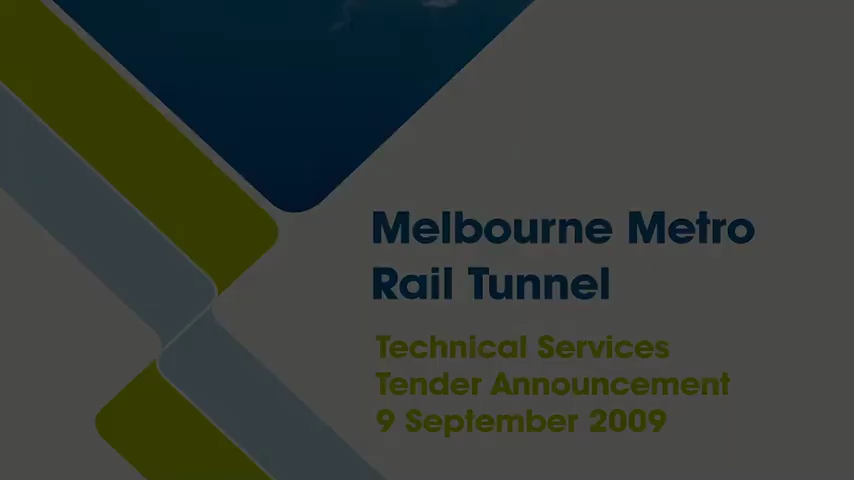 Melbourne Metro
Rail Tunnel
Technical Services
Tender Announcement
9 September 2009